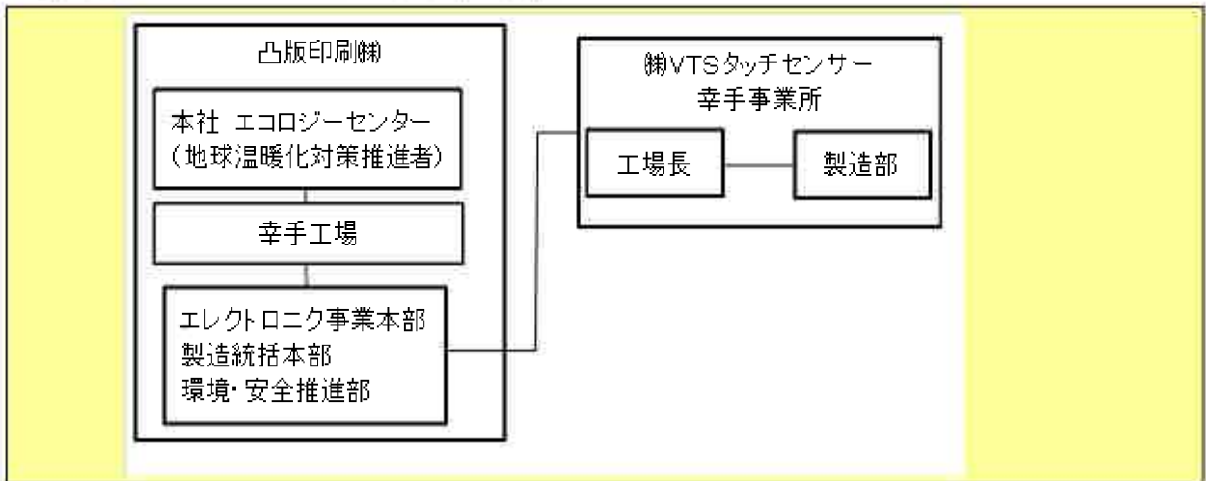 凸版印刷㈱
本社 エコロジーセンター
(地球温暖化対策推進者)
幸手工場
エレクトロニク事業本部
製造統括本部
環境・安全推進部
㈱VTSタッチセンサー
幸手事業所
工場長
製造部